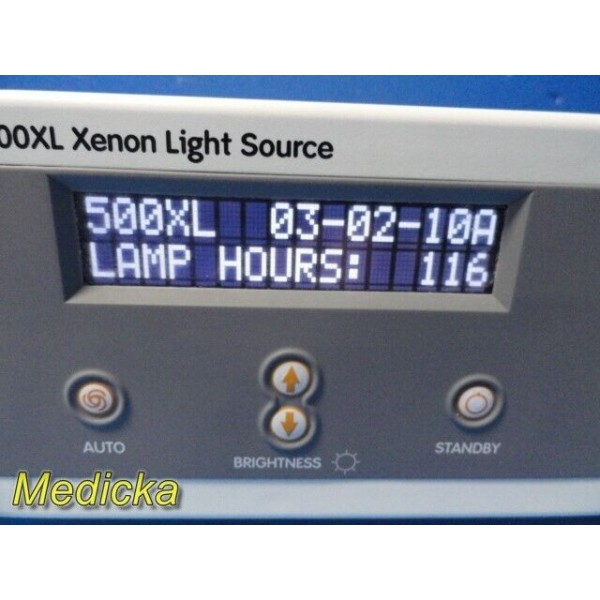 00XL Xenon Light Source
500XL 03-02-10A
LAMP HOURS: 116
AUTO
BRIGHTNESS
STANDBY
Medicka